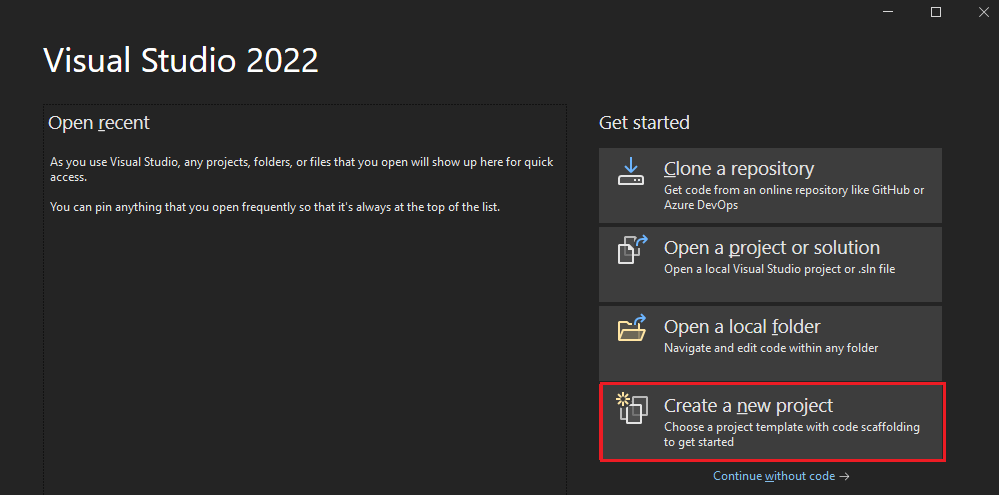 Visual Studio 2022
Open recent
As you use Visual Studio, any projects, folders, or files that you open will show up here for quick
access.
You can pin anything that you open frequently so that it's always at the top of the list.
Get started
Clone a repository
Get code from an online repository like GitHub or
Azure DevOps
Open a project or solution
Open a local Visual Studio project or .sln file
Open a local folder
Navigate and edit code within any folder
Create a new project
Choose a project template with code scaffolding
to get started
Continue without code →